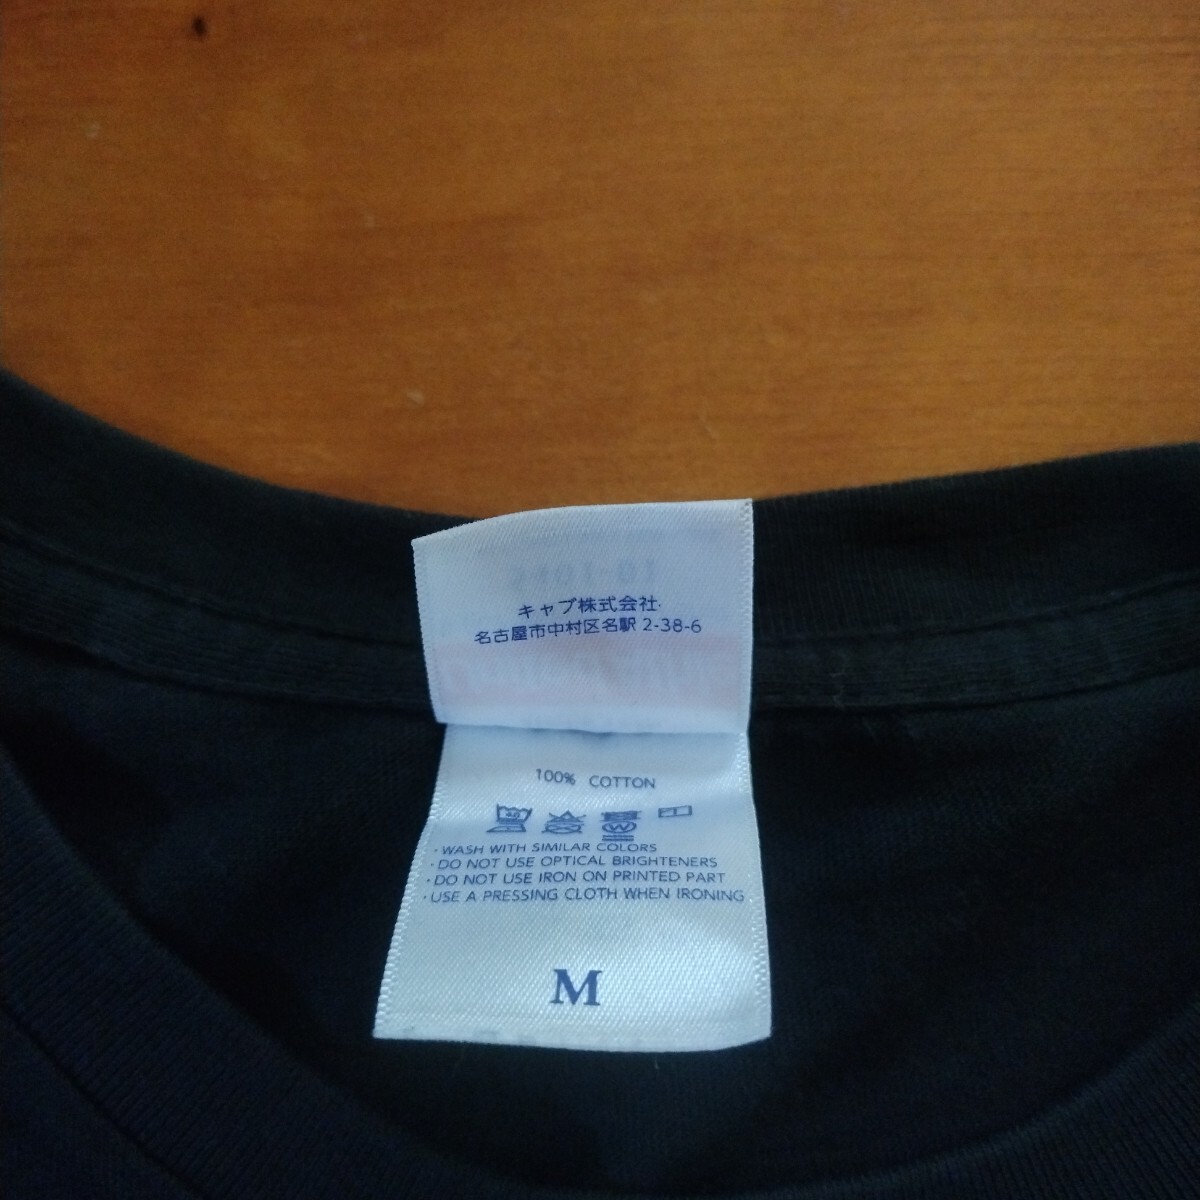 キャブ株式会社
名古屋市中村区名駅 2-38-6
100% COTTON
40
W
・WASH WITH SIMILAR COLORS
・DO NOT USE OPTICAL BRIGHTENERS
・DO NOT USE IRON ON PRINTED PART
・USE A PRESSING CLOTH WHEN IRONING
M